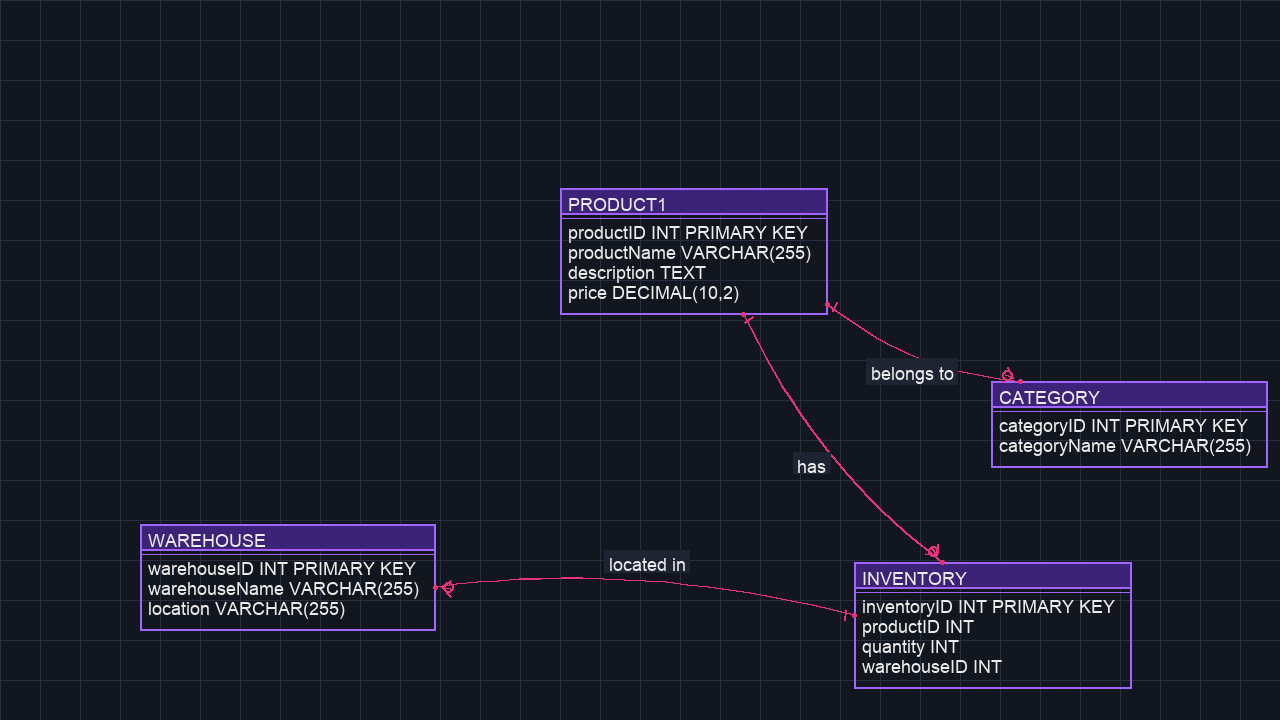 PRODUCT1
productID INT PRIMARY KEY
productName VARCHAR(255)
description TEXT
price DECIMAL(10,2)
belongs to
CATEGORY
categoryID INT PRIMARY KEY
categoryName VARCHAR(255)
has
WAREHOUSE
warehouseID INT PRIMARY KEY
warehouseName VARCHAR(255)
location VARCHAR(255)
located in
INVENTORY
inventoryID INT PRIMARY KEY
productID INT
quantity INT
warehouseID INT